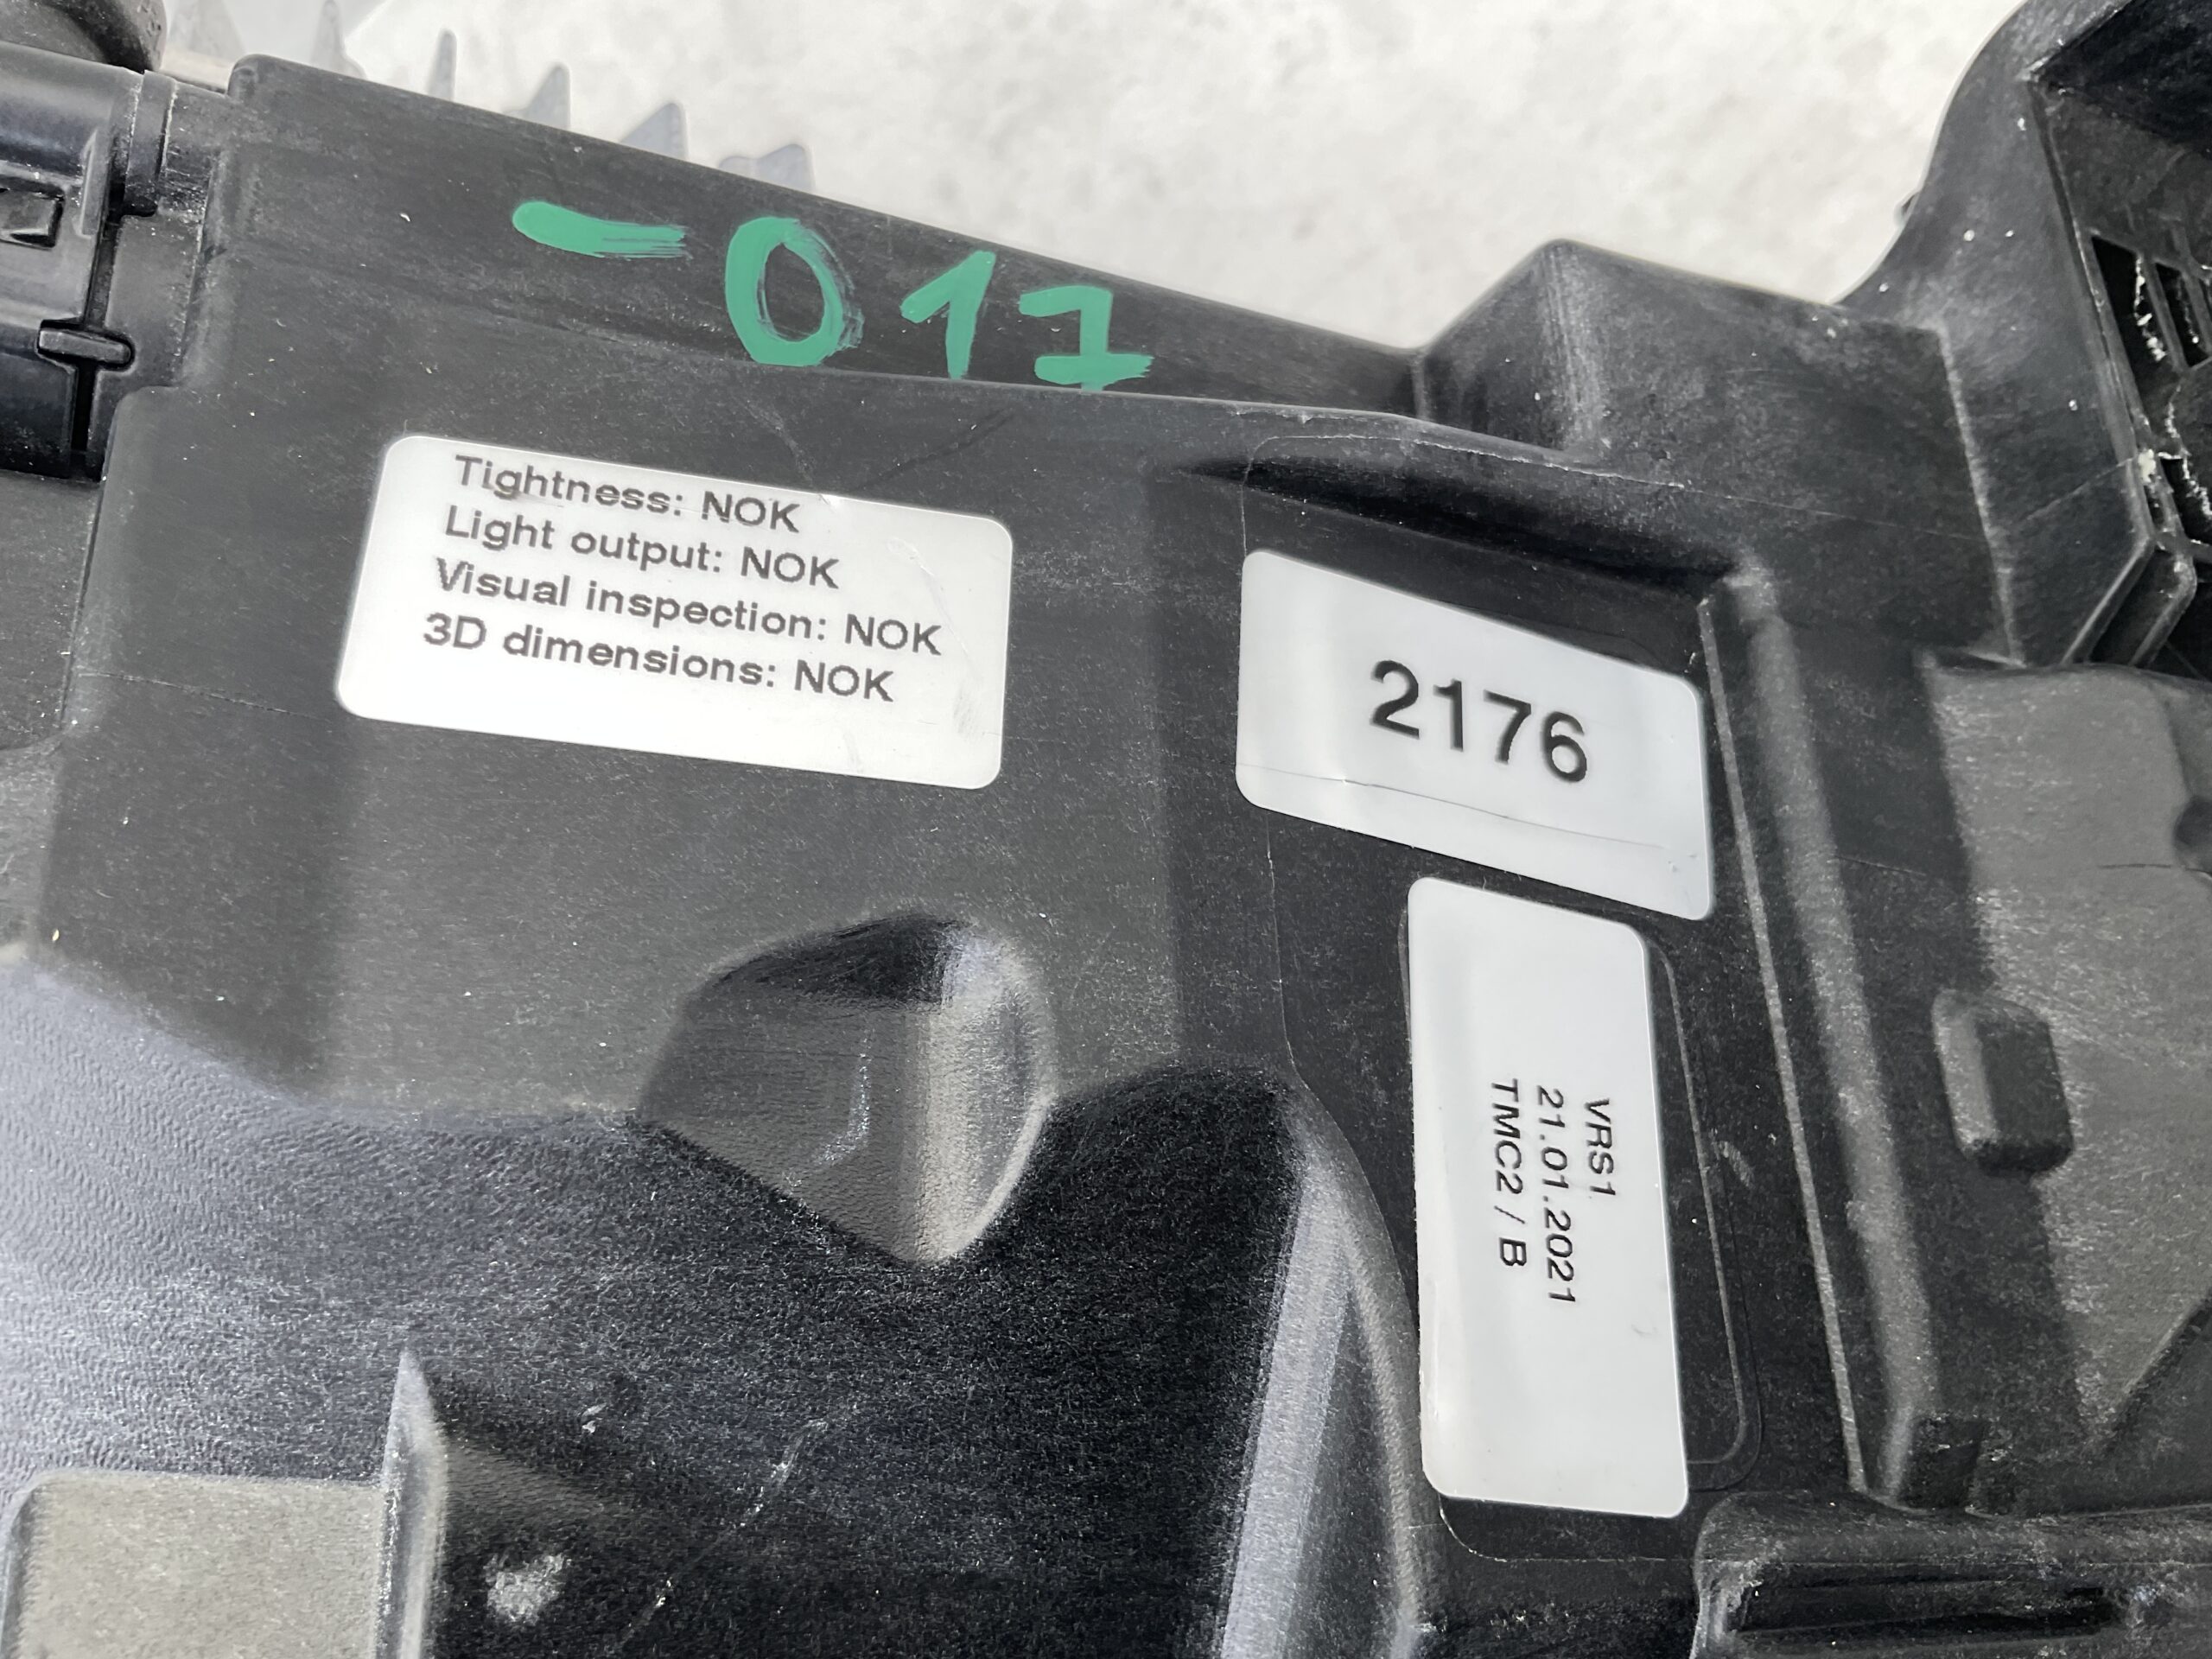 -017
Tightness: NOK
Light output: NOK
Visual inspection: NOK
3D dimensions: NOK
2176
VRS1
21.01.2021
TMC2 / B